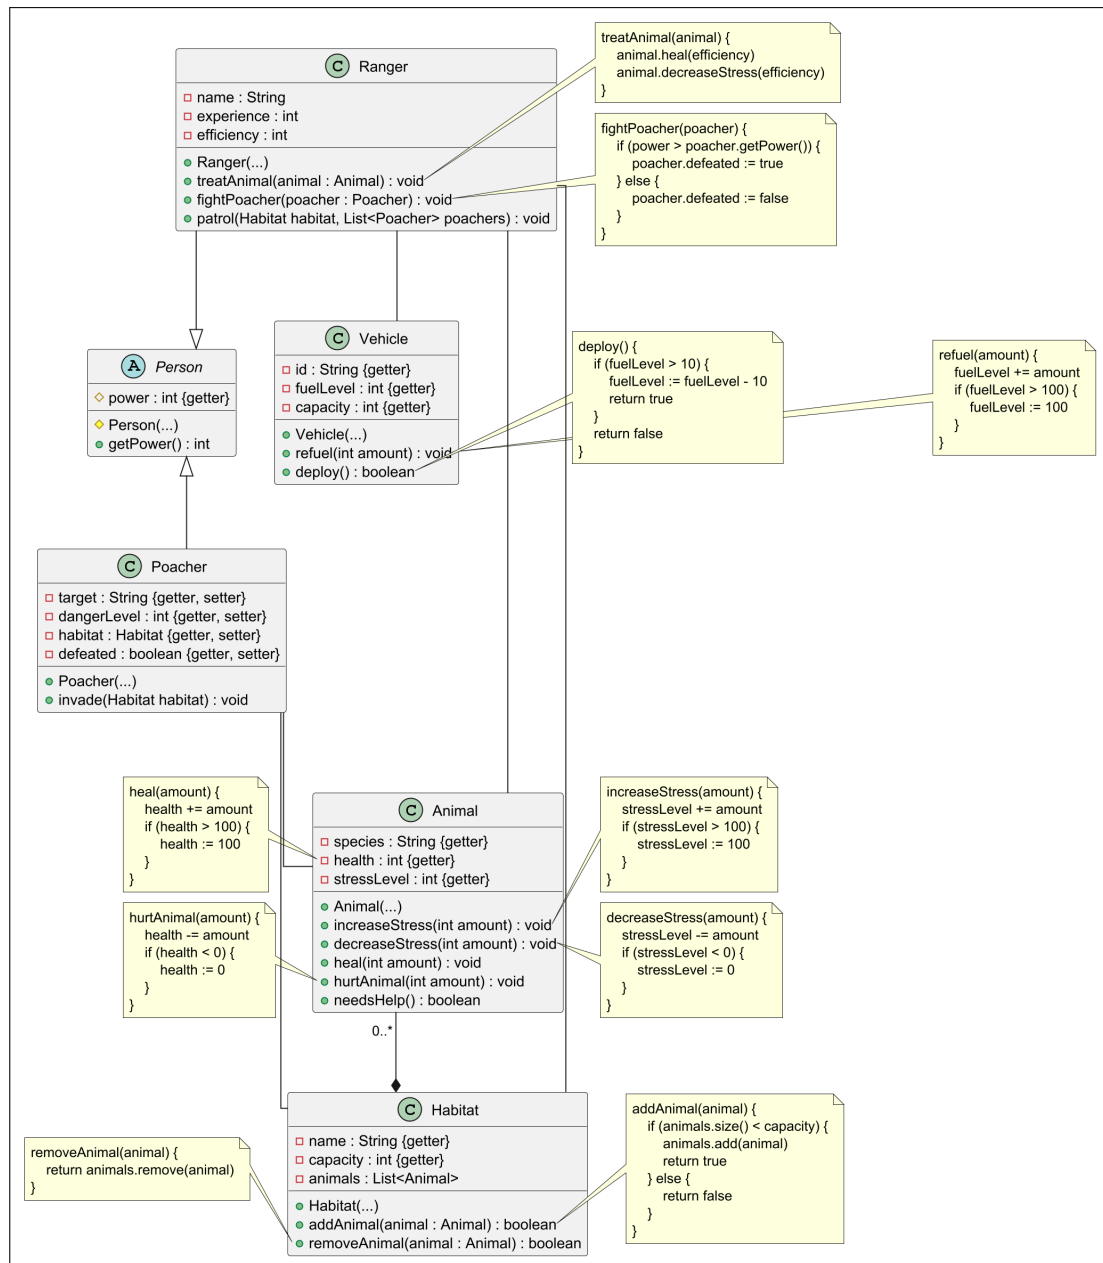 C Ranger
name : String
experience : int
efficiency : int
Ranger(...)
treatAnimal(animal : Animal) : void
fightPoacher(poacher : Poacher) : void
patrol(Habitat habitat, List<Poacher> poachers) : void
treatAnimal(animal) {
animal.heal(efficiency)
animal.decreaseStress(efficiency)
}
fightPoacher(poacher) {
if (power > poacher.getPower()) {
poacher.defeated := true
} else {
poacher.defeated := false
}
}
A Person
power : int {getter}
Person(...)
getPower() : int
C Vehicle
id : String {getter}
fuelLevel : int {getter}
capacity : int {getter}
Vehicle(...)
refuel(int amount) : void
deploy() : boolean
deploy() {
if (fuelLevel > 10) {
fuelLevel := fuelLevel - 10
return true
}
return false
}
refuel(amount) {
fuelLevel += amount
if (fuelLevel > 100) {
fuelLevel := 100
}
}
C Poacher
target : String {getter, setter}
dangerLevel : int {getter, setter}
habitat : Habitat {getter, setter}
defeated : boolean {getter, setter}
Poacher(...)
invade(Habitat habitat) : void
heal(amount) {
health += amount
if (health > 100) {
health := 100
}
}
hurtAnimal(amount) {
health -= amount
if (health < 0) {
health := 0
}
}
C Animal
species : String {getter}
health : int {getter}
stressLevel : int {getter}
Animal(...)
increaseStress(int amount) : void
decreaseStress(int amount) : void
heal(int amount) : void
hurtAnimal(int amount) : void
needsHelp() : boolean
increaseStress(amount) {
stressLevel += amount
if (stressLevel > 100) {
stressLevel := 100
}
}
decreaseStress(amount) {
stressLevel -= amount
if (stressLevel < 0) {
stressLevel := 0
}
}
0..*
C Habitat
name : String {getter}
capacity : int {getter}
animals : List<Animal>
Habitat(...)
addAnimal(animal : Animal) : boolean
removeAnimal(animal : Animal) : boolean
removeAnimal(animal) {
return animals.remove(animal)
}
addAnimal(animal) {
if (animals.size() < capacity) {
animals.add(animal)
return true
} else {
return false
}
}